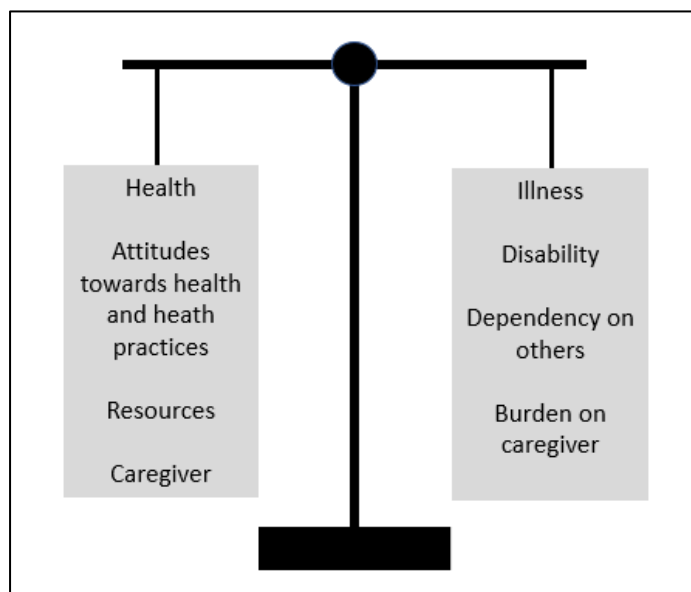 Health
Attitudes
towards health
and heath
practices
Resources
Caregiver
Illness
Disability
Dependency on
others
Burden on
caregiver